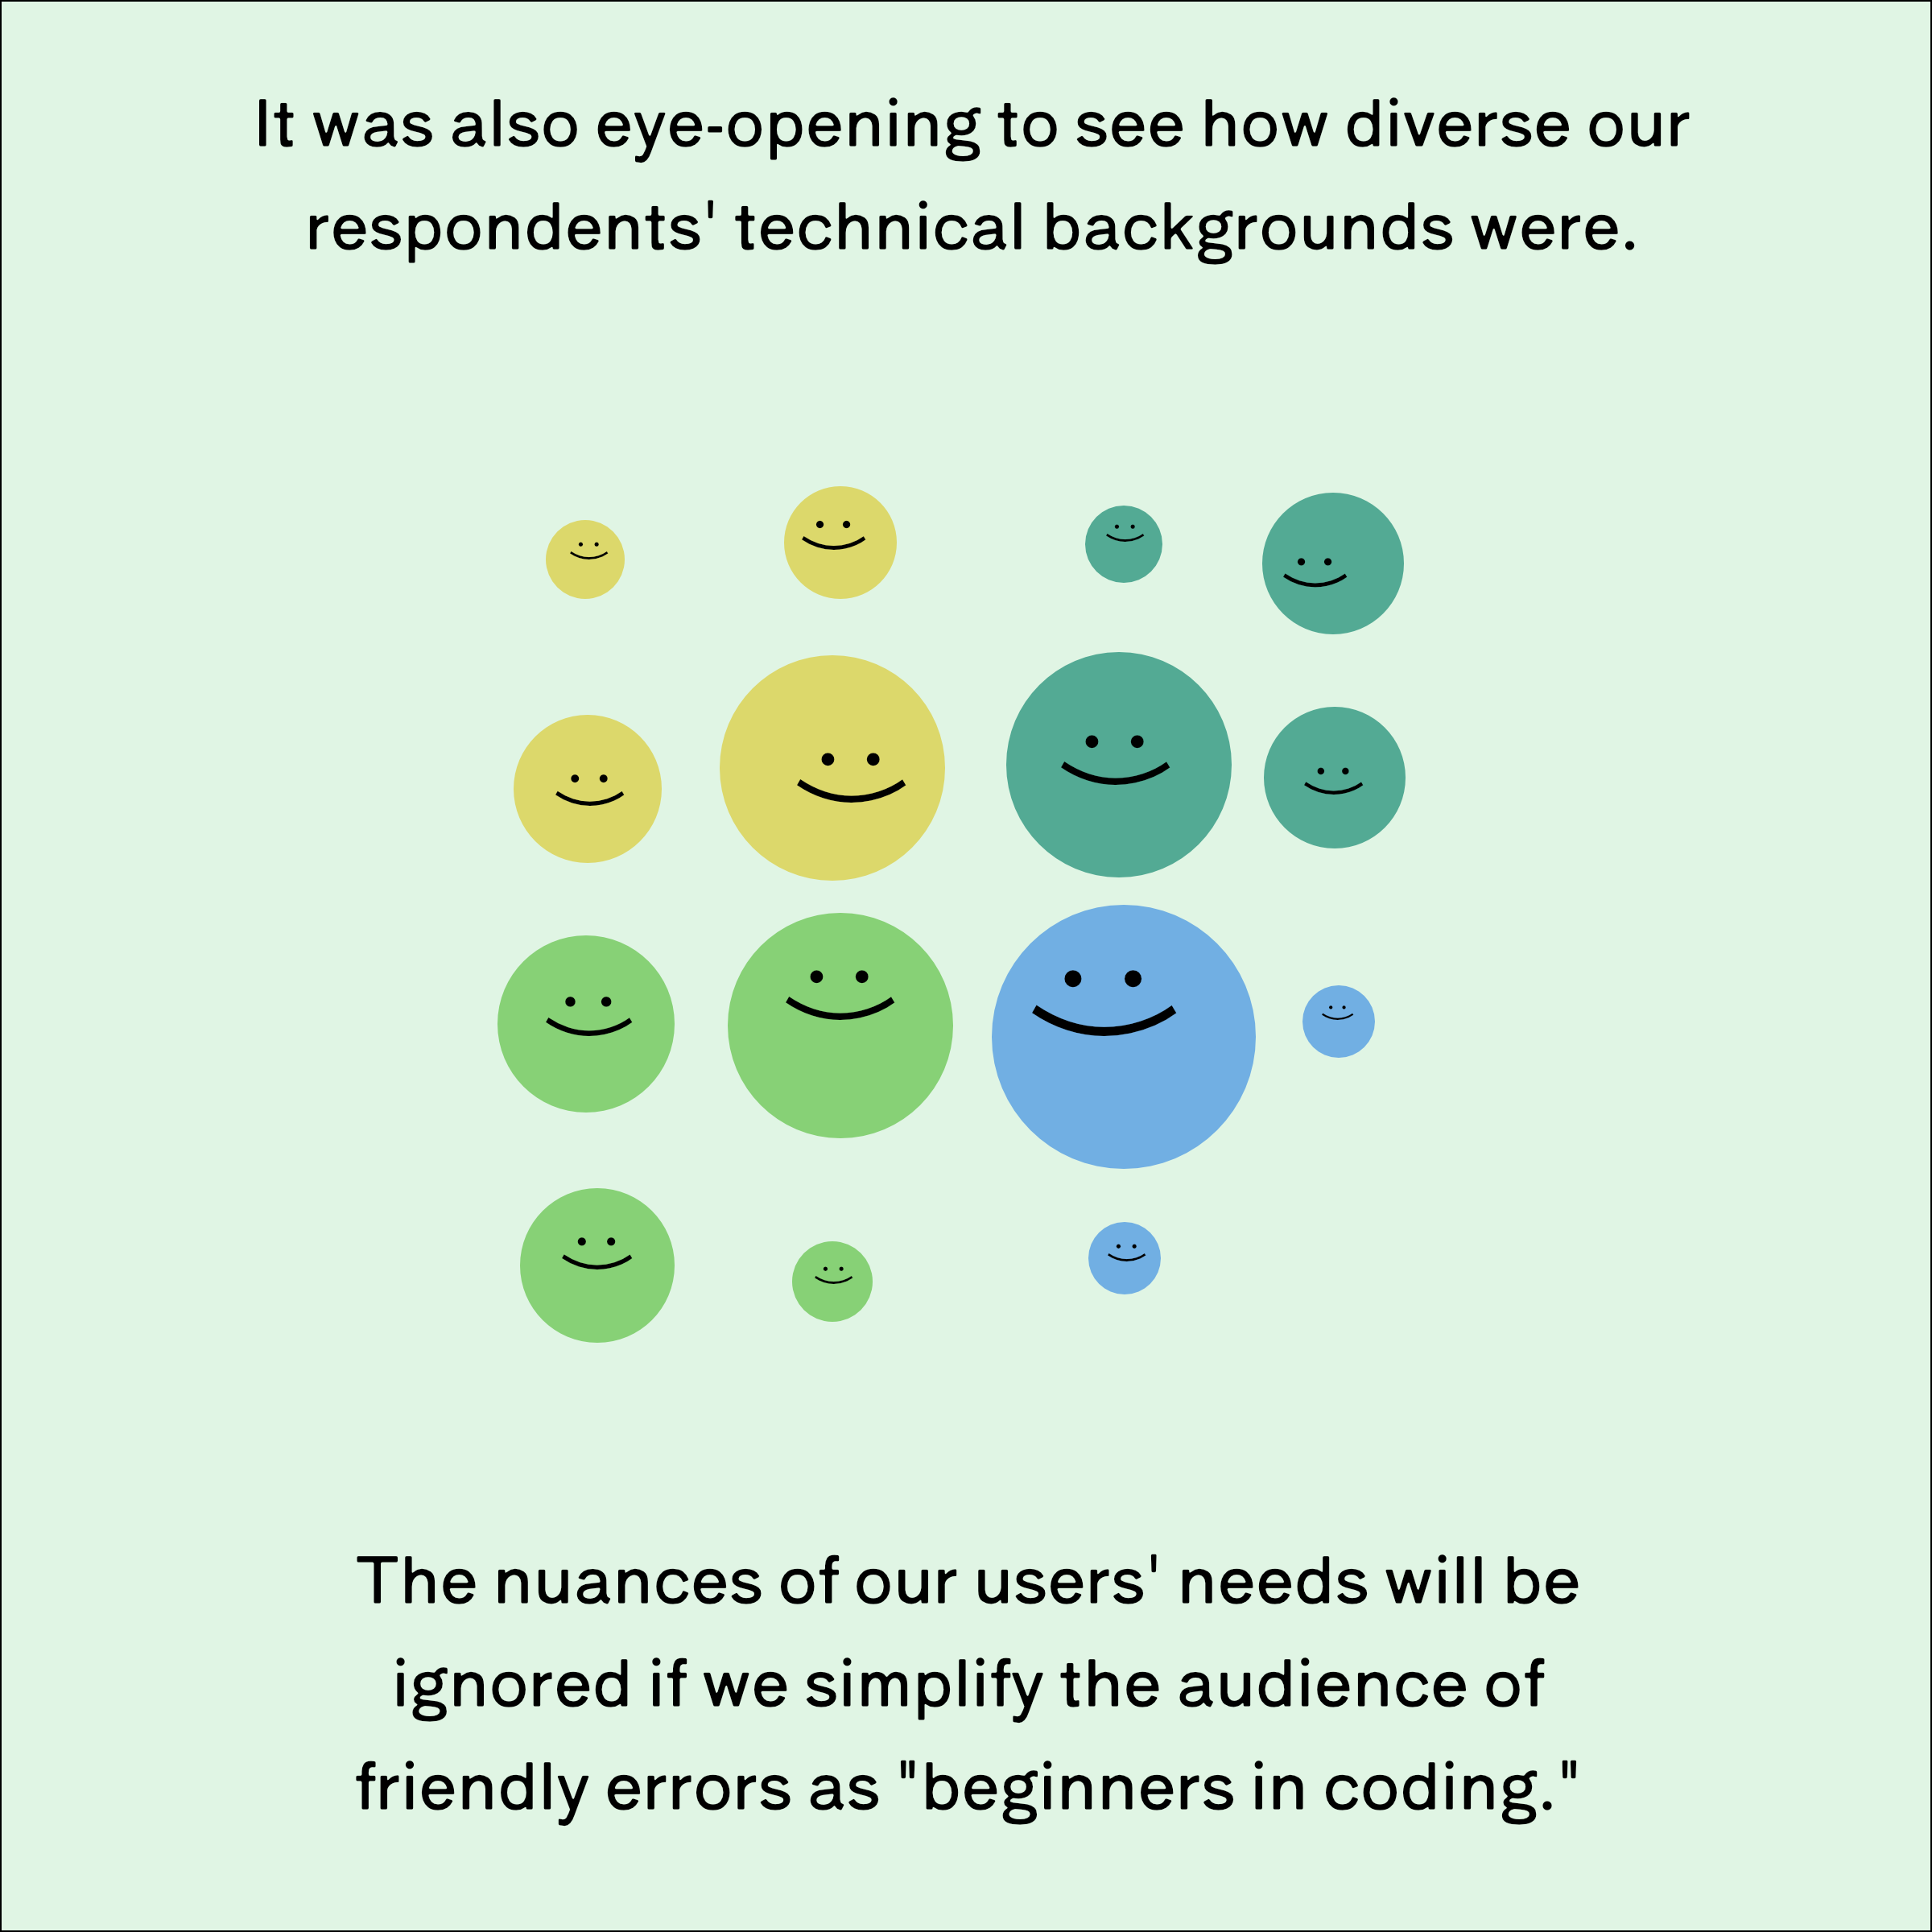 It was also eye-opening to see how diverse our
respondents' technical backgrounds were.
The nuances of our users' needs will be
ignored if we simplify the audience of
friendly errors as "beginners in coding."